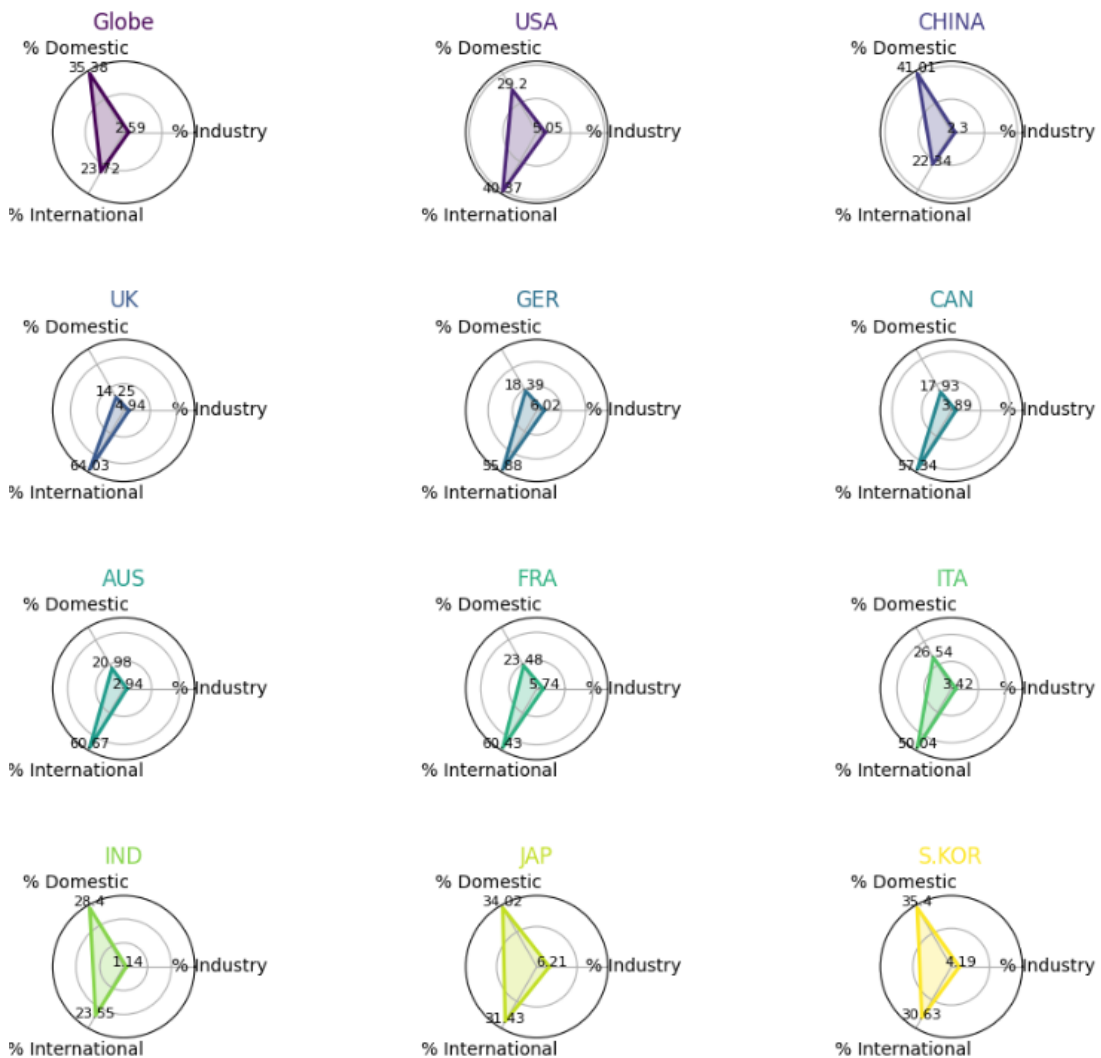 Globe
% Domestic
35.38
2.59
% Industry
23.72
% International
USA
% Domestic
29.2
5.05
% Industry
40.37
% International
CHINA
% Domestic
41.01
2.3
% Industry
22.34
% International
UK
% Domestic
14.25
4.94
% Industry
64.03
% International
GER
% Domestic
18.39
6.02
% Industry
55.88
% International
CAN
% Domestic
17.93
3.89
% Industry
57.34
% International
AUS
% Domestic
20.98
2.94
% Industry
60.67
% International
FRA
% Domestic
23.48
5.74
% Industry
60.43
% International
ITA
% Domestic
26.54
3.42
% Industry
50.04
% International
IND
% Domestic
28.4
1.14
% Industry
23.55
% International
JAP
% Domestic
34.02
6.21
% Industry
31.43
% International
S.KOR
% Domestic
35.4
4.19
% Industry
30.63
% International